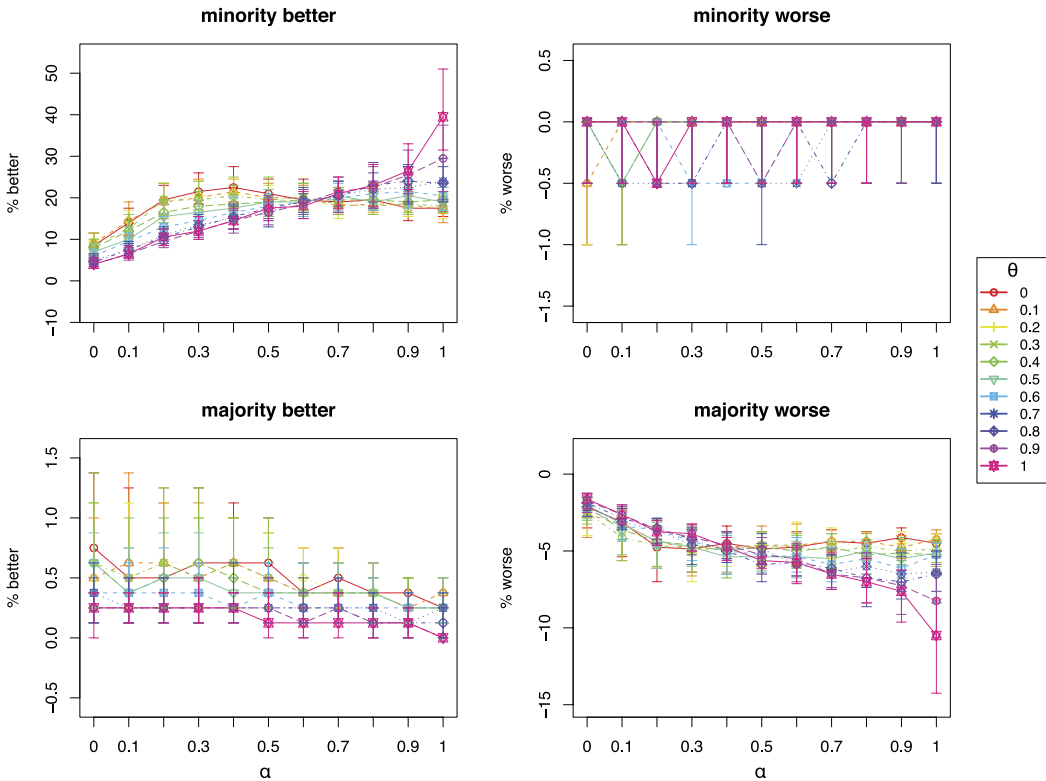 minority better
% better
50
40
30
20
10
0
−10
0 0.1 0.3 0.5 0.7 0.9 1
minority worse
% worse
0.5
0.0
−0.5
−1.0
−1.5
0 0.1 0.3 0.5 0.7 0.9 1
θ
0
0.1
0.2
0.3
0.4
0.5
0.6
0.7
0.8
0.9
1
majority better
% better
1.5
1.0
0.5
0.0
−0.5
0 0.1 0.3 0.5 0.7 0.9 1
α
majority worse
% worse
0
−5
−10
−15
0 0.1 0.3 0.5 0.7 0.9 1
α